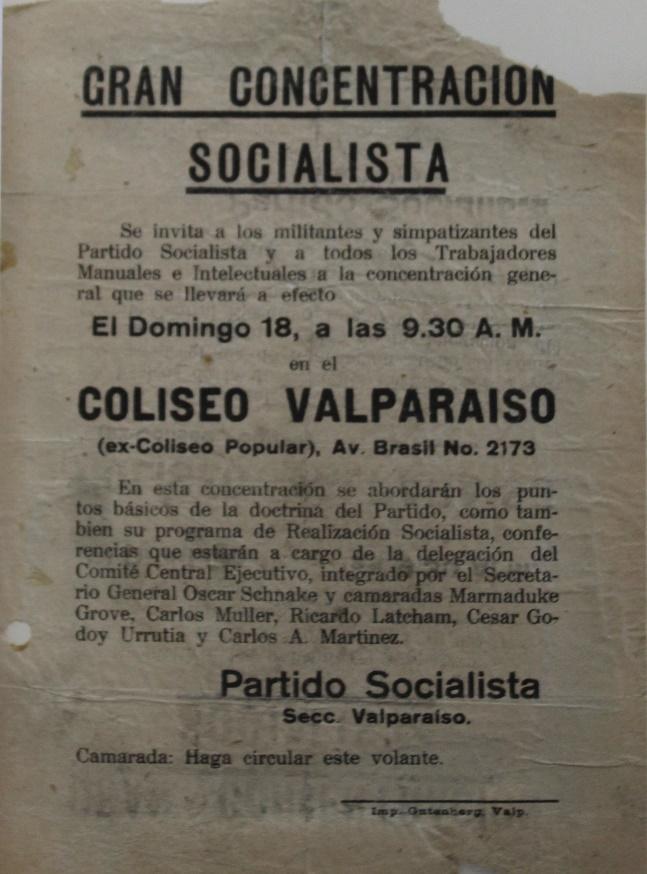 GRAN CONCENTRACION
SOCIALISTA
Se invita a los militantes y simpatizantes del
Partido Socialista y a todos los Trabajadores
Manuales e Intelectuales a la concentración gene-
ral que se llevará a efecto
El Domingo 18, a las 9.30 A. M.
en el
COLISEO VALPARAISO
(ex-Coliseo Popular), Av. Brasil No. 2173
En esta concentración se abordarán los pun-
tos básicos de la doctrina del Partido, como tam-
bien su programa de Realización Socialista, confe-
rencias que estarán a cargo de la delegación del
Comité Central Ejecutivo, integrado por el Secreta-
rio General Oscar Schnake y camaradas Marmaduke
Grove, Carlos Muller, Ricardo Latcham, Cesar Go-
doy Urrutia y Carlos A. Martinez.
Partido Socialista
Secc. Valparaíso.
Camarada: Haga circular este volante.
Imp. Gutenberg, Valp.